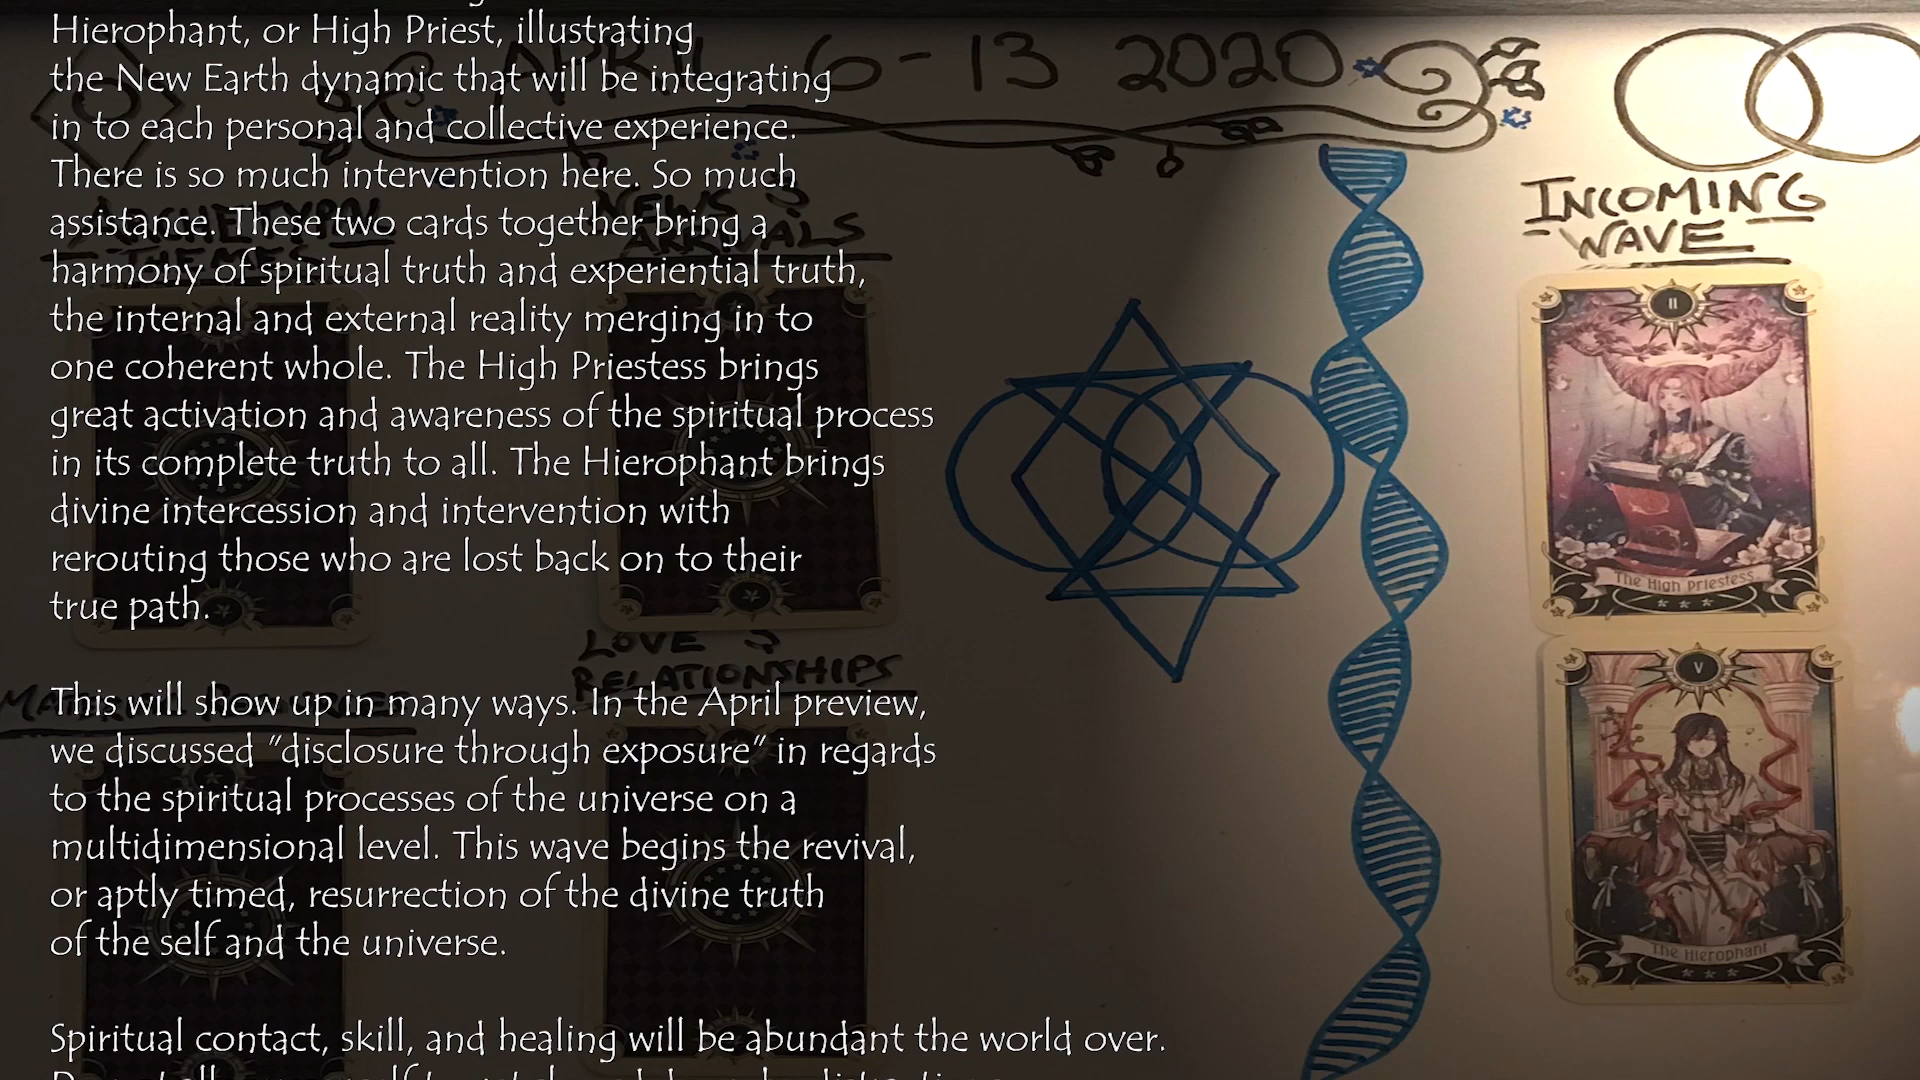 Hierophant, or High Priest, illustrating
the New Earth dynamic that will be integrating
in to each personal and collective experience.
There is so much intervention here. So much
assistance. These two cards together bring a
harmony of spiritual truth and experiential truth,
the internal and external reality merging in to
one coherent whole. The High Priestess brings
great activation and awareness of the spiritual process
in its complete truth to all. The Hierophant brings
divine intercession and intervention with
rerouting those who are lost back on to their
true path.
This will show up in many ways. In the April preview,
we discussed "disclosure through exposure" in regards
to the spiritual processes of the universe on a
multidimensional level. This wave begins the revival,
or aptly timed, resurrection of the divine truth
of the self and the universe.
Spiritual contact, skill, and healing will be abundant the world over.
APRIL 6-13 2020
ARCHETYPAL
THEMES
NEWS &
ARRIVALS
LOVE &
RELATIONSHIPS
INCOMING
WAVE
II
The High Priestess
V
The Hierophant